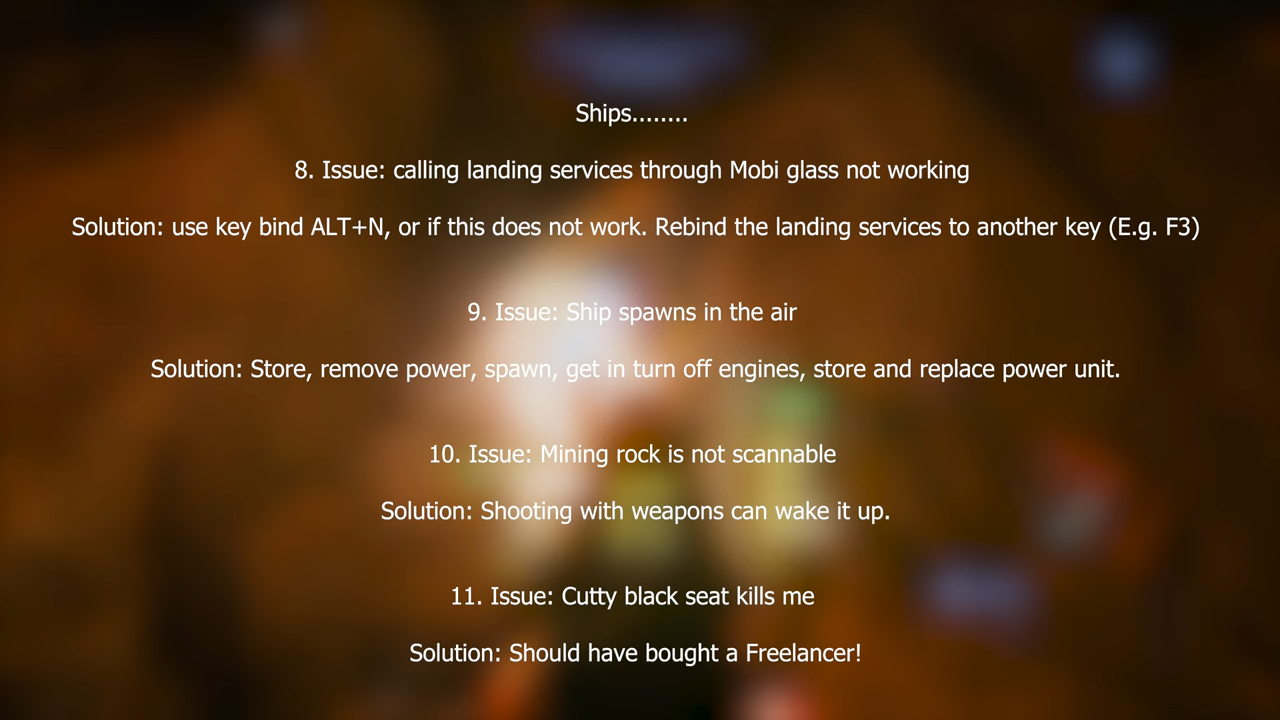 Ships........
8. Issue: calling landing services through Mobi glass not working
Solution: use key bind ALT+N, or if this does not work. Rebind the landing services to another key (E.g. F3)
9. Issue: Ship spawns in the air
Solution: Store, remove power, spawn, get in turn off engines, store and replace power unit.
10. Issue: Mining rock is not scannable
Solution: Shooting with weapons can wake it up.
11. Issue: Cutty black seat kills me
Solution: Should have bought a Freelancer!